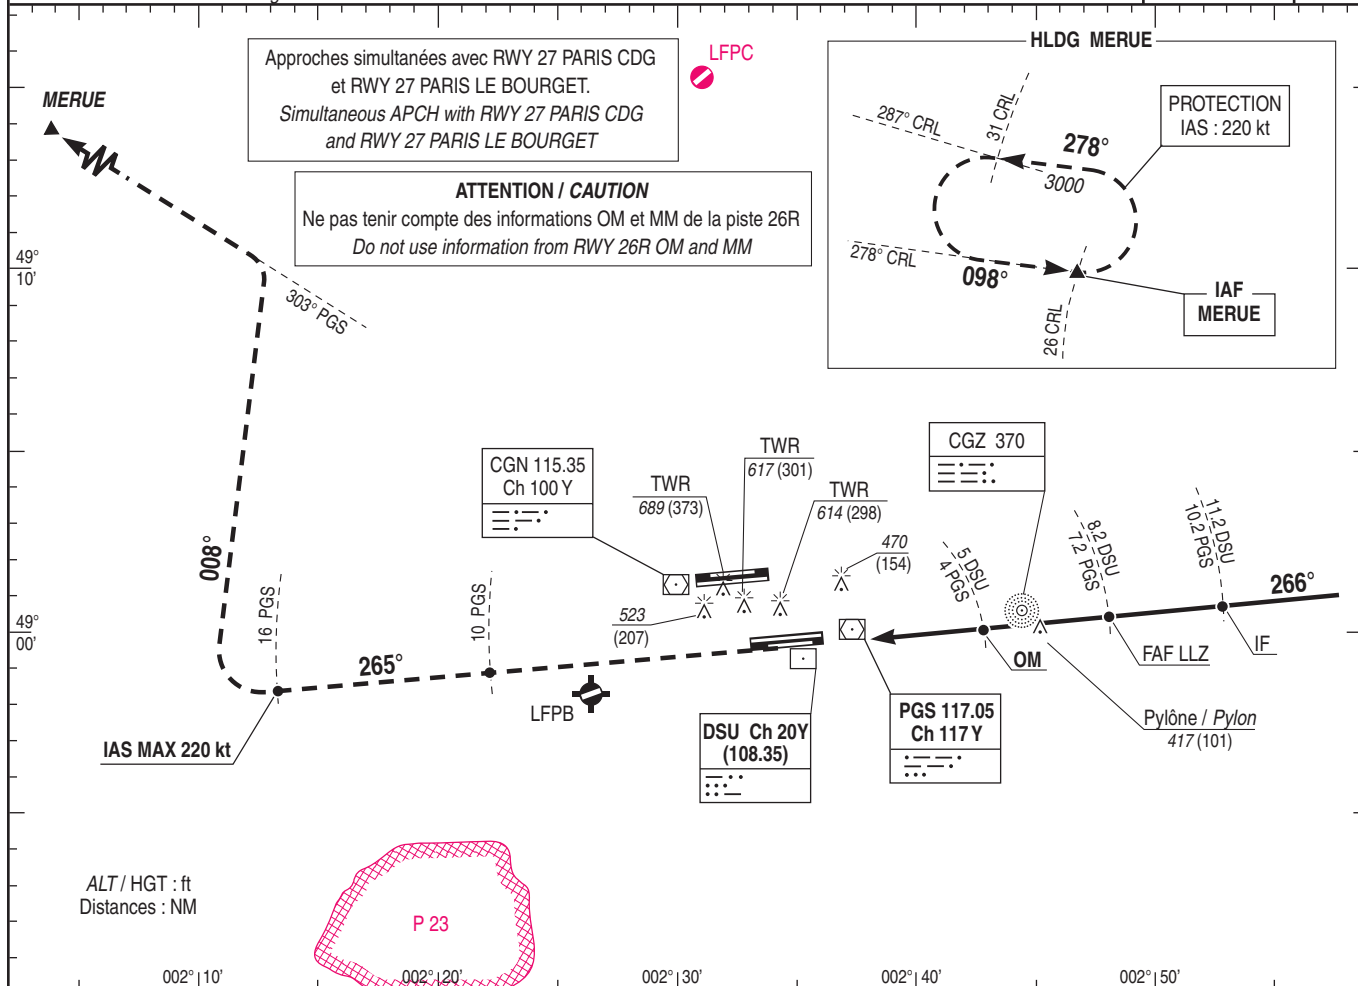 Approches simultanées avec RWY 27 PARIS CDG
et RWY 27 PARIS LE BOURGET.
Simultaneous APCH with RWY 27 PARIS CDG
and RWY 27 PARIS LE BOURGET
LFPC
MERUE
ATTENTION / CAUTION
Ne pas tenir compte des informations OM et MM de la piste 26R
Do not use information from RWY 26R OM and MM
HLDG MERUE
287° CRL
31 CRL
278°
3000
PROTECTION
IAS : 220 kt
278° CRL
098°
26 CRL
IAF
MERUE
49°
10'
303° PGS
008°
CGN 115.35
Ch 100 Y
TWR
689 (373)
TWR
617 (301)
TWR
614 (298)
470
(154)
523
(207)
CGZ 370
5 DSU
4 PGS
8.2 DSU
7.2 PGS
11.2 DSU
10.2 PGS
266°
49°
00'
16 PGS
10 PGS
265°
OM
FAF LLZ
IF
LFPB
IAS MAX 220 kt
DSU Ch 20Y
(108.35)
PGS 117.05
Ch 117 Y
Pylône / Pylon
417 (101)
ALT / HGT : ft
Distances : NM
P 23
002° 10'
002° 20'
002° 30'
002° 40'
002° 50'